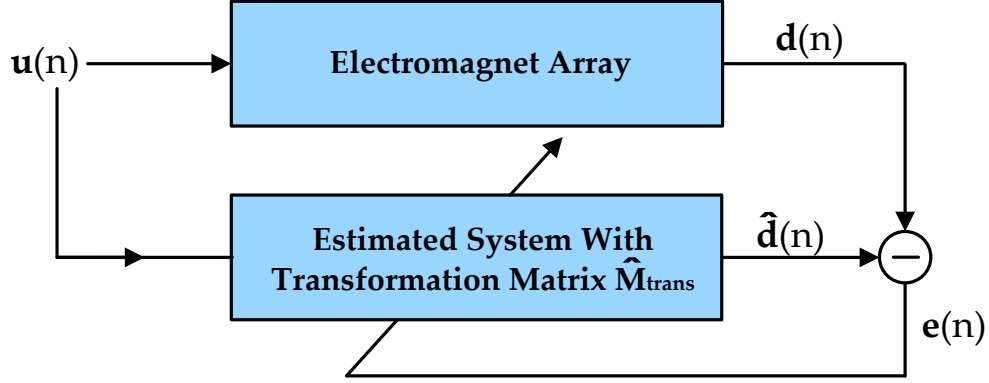 u(n)
Electromagnet Array
d(n)
Estimated System With
Transformation Matrix M̂trans
d̂(n)
−
e(n)